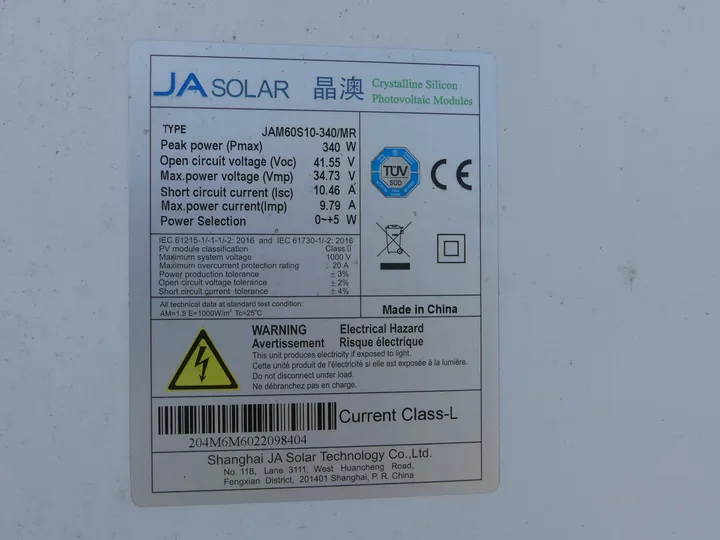 JA SOLAR 晶澳 Crystalline Silicon
Photovoltaic Modules
TYPE JAM60S10-340/MR
Peak power (Pmax) 340 W
Open circuit voltage (Voc) 41.55 V
Max.power voltage (Vmp) 34.73 V
Short circuit current (Isc) 10.46 A
Max.power current(Imp) 9.79 A
Power Selection 0~+5 W
TÜV
SÜD
CE
IEC 61215-1/-1-1/-2: 2016 and IEC 61730-1/-2: 2016
PV module classification Class II
Maximum system voltage 1000 V
Maximum overcurrent protection rating 20 A
Power production tolerance ±3%
Open circuit voltage tolerance ±2%
Short circuit current tolerance ±4%
All technical data at standard test condition:
AM=1.5 E=1000W/m² Tc=25°C
Made in China
WARNING Electrical Hazard
Avertissement Risque électrique
This unit produces electricity if exposed to light.
Cette unité produit de l'électricité si elle est exposée à la lumière.
Do not disconnect under load.
Ne débranchez pas en charge.
204M6M6022098404
Current Class-L
Shanghai JA Solar Technology Co.,Ltd.
No. 118, Lane 3111, West Huancheng Road,
Fengxian District, 201401 Shanghai, P. R. China